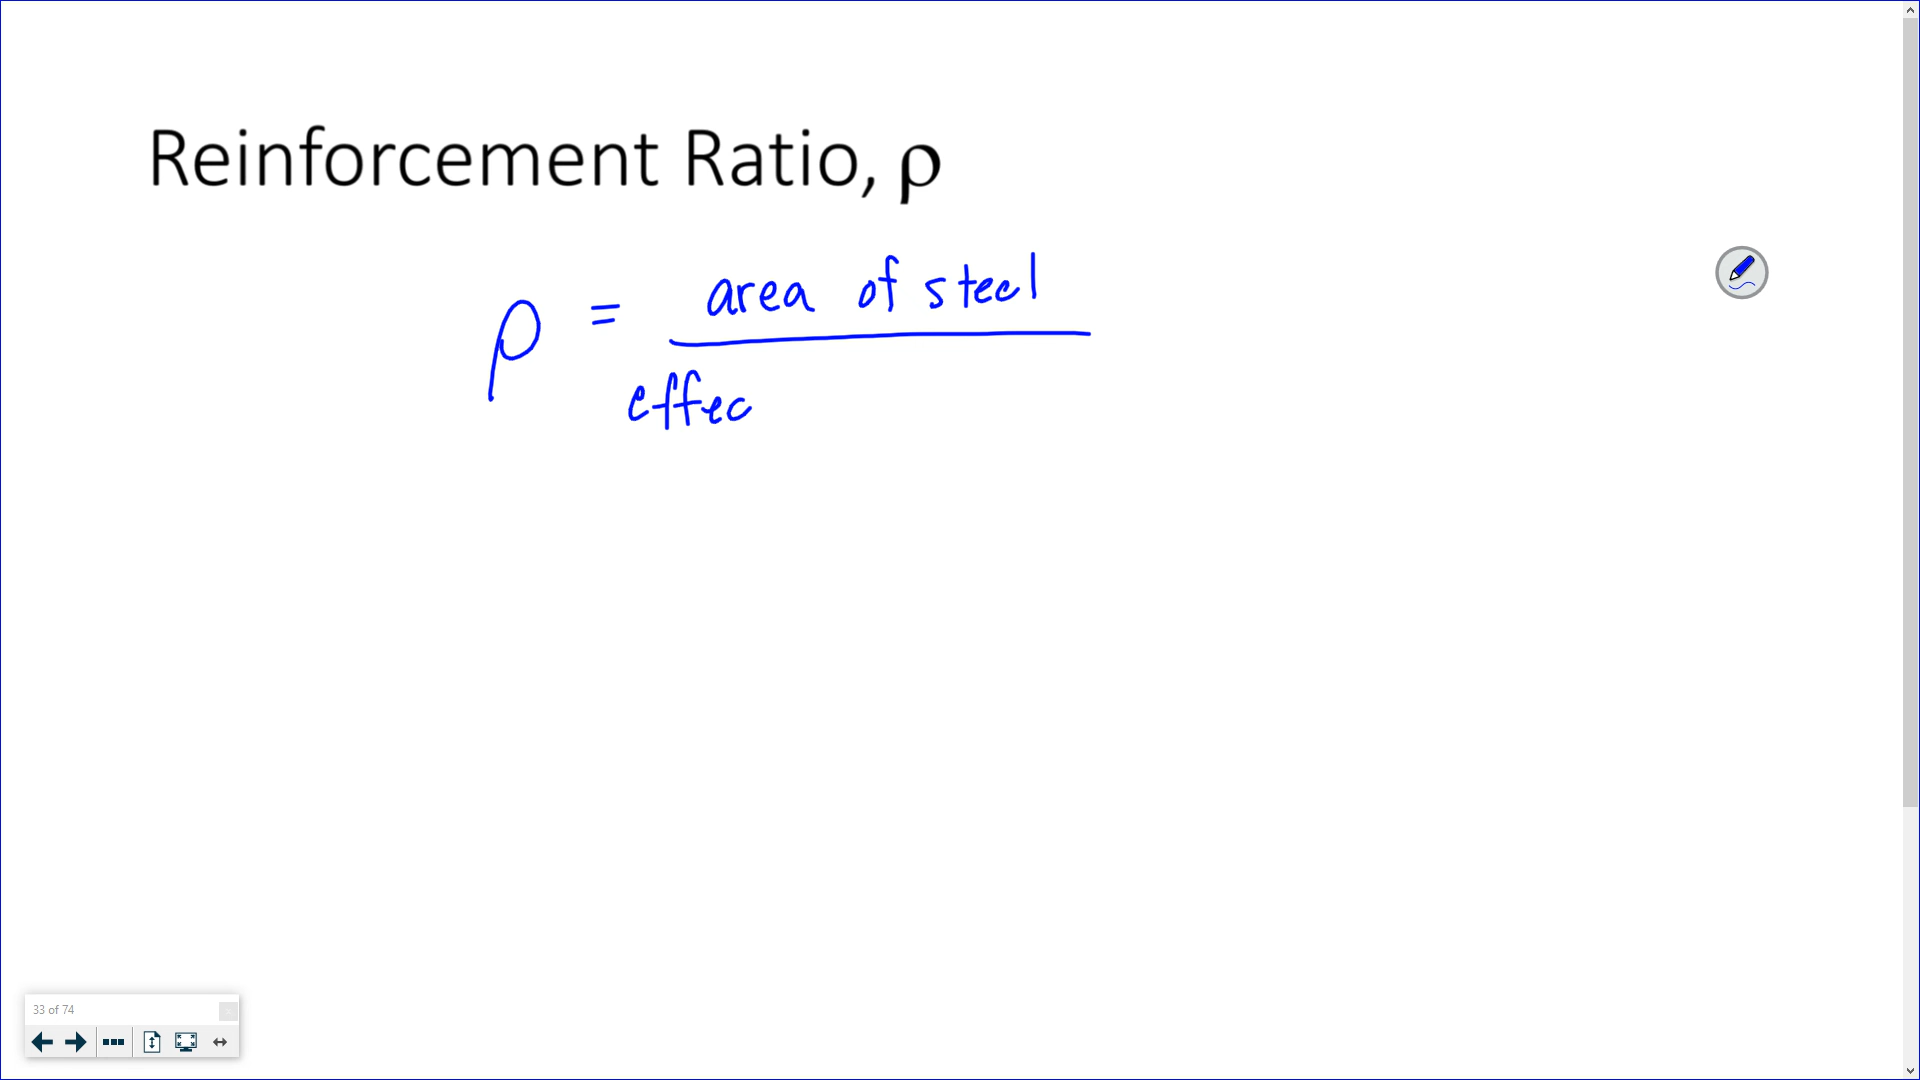 Reinforcement Ratio, ρ
ρ = area of steel
effec
33 of 74